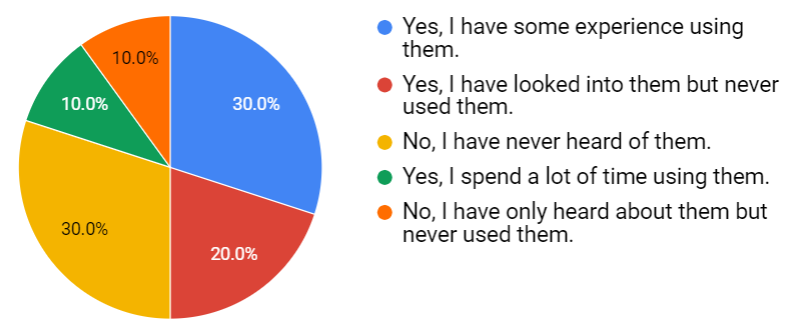 10.0%
10.0%
30.0%
30.0%
20.0%
Yes, I have some experience using
them.
Yes, I have looked into them but never
used them.
No, I have never heard of them.
Yes, I spend a lot of time using them.
No, I have only heard about them but
never used them.